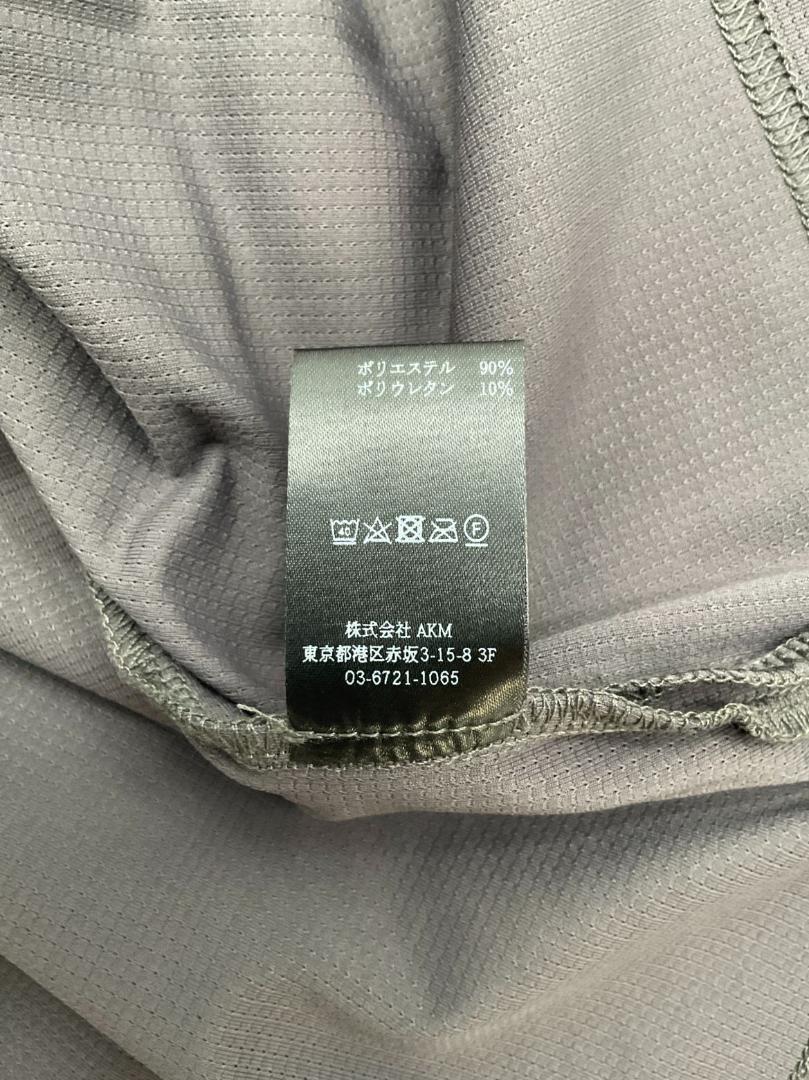 ポリエステル 90%
ポリウレタン 10%
40 F
株式会社 AKM
東京都港区赤坂3-15-8 3F
03-6721-1065